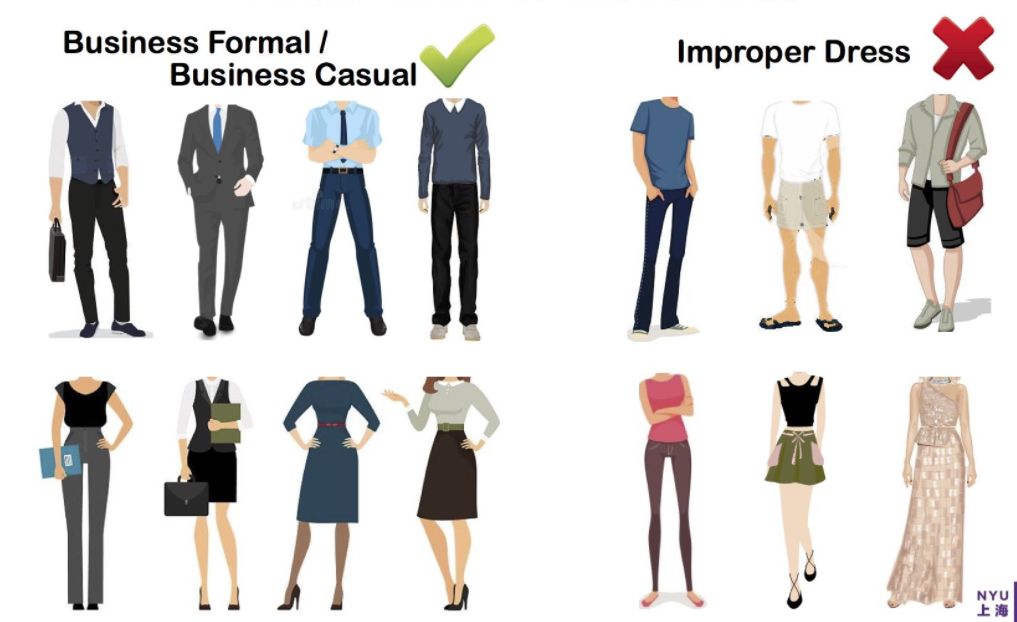 Business Formal /
Business Casual
Improper Dress
NYU
上海